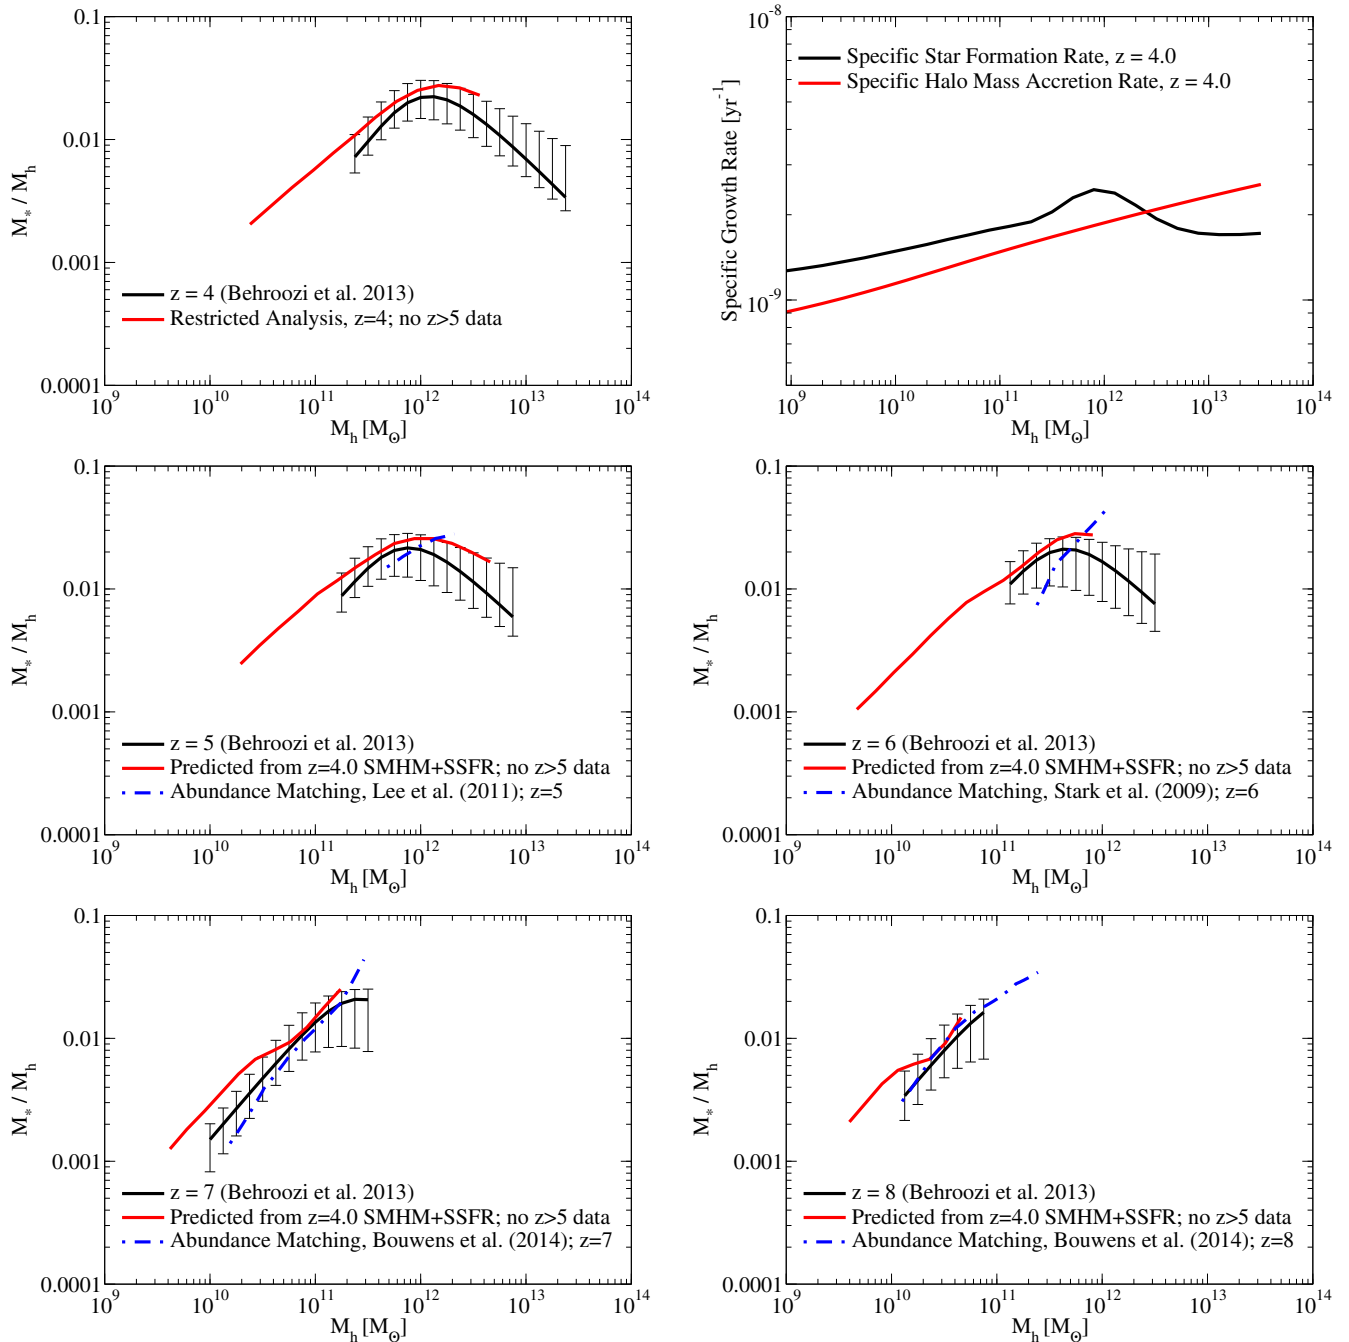 0.1
0.01
0.001
0.0001
M* / Mh
z = 4 (Behroozi et al. 2013)
Restricted Analysis, z=4; no z>5 data
10^9 10^10 10^11 10^12 10^13 10^14
Mh [M⊙]
10^-8
10^-9
Specific Growth Rate [yr^-1]
Specific Star Formation Rate, z = 4.0
Specific Halo Mass Accretion Rate, z = 4.0
10^9 10^10 10^11 10^12 10^13 10^14
Mh [M⊙]
0.1
0.01
0.001
0.0001
M* / Mh
z = 5 (Behroozi et al. 2013)
Predicted from z=4.0 SMHM+SSFR; no z>5 data
Abundance Matching, Lee et al. (2011); z=5
10^9 10^10 10^11 10^12 10^13 10^14
Mh [M⊙]
0.1
0.01
0.001
0.0001
M* / Mh
z = 6 (Behroozi et al. 2013)
Predicted from z=4.0 SMHM+SSFR; no z>5 data
Abundance Matching, Stark et al. (2009); z=6
10^9 10^10 10^11 10^12 10^13 10^14
Mh [M⊙]
0.1
0.01
0.001
0.0001
M* / Mh
z = 7 (Behroozi et al. 2013)
Predicted from z=4.0 SMHM+SSFR; no z>5 data
Abundance Matching, Bouwens et al. (2014); z=7
10^9 10^10 10^11 10^12 10^13 10^14
Mh [M⊙]
0.1
0.01
0.001
0.0001
M* / Mh
z = 8 (Behroozi et al. 2013)
Predicted from z=4.0 SMHM+SSFR; no z>5 data
Abundance Matching, Bouwens et al. (2014); z=8
10^9 10^10 10^11 10^12 10^13 10^14
Mh [M⊙]